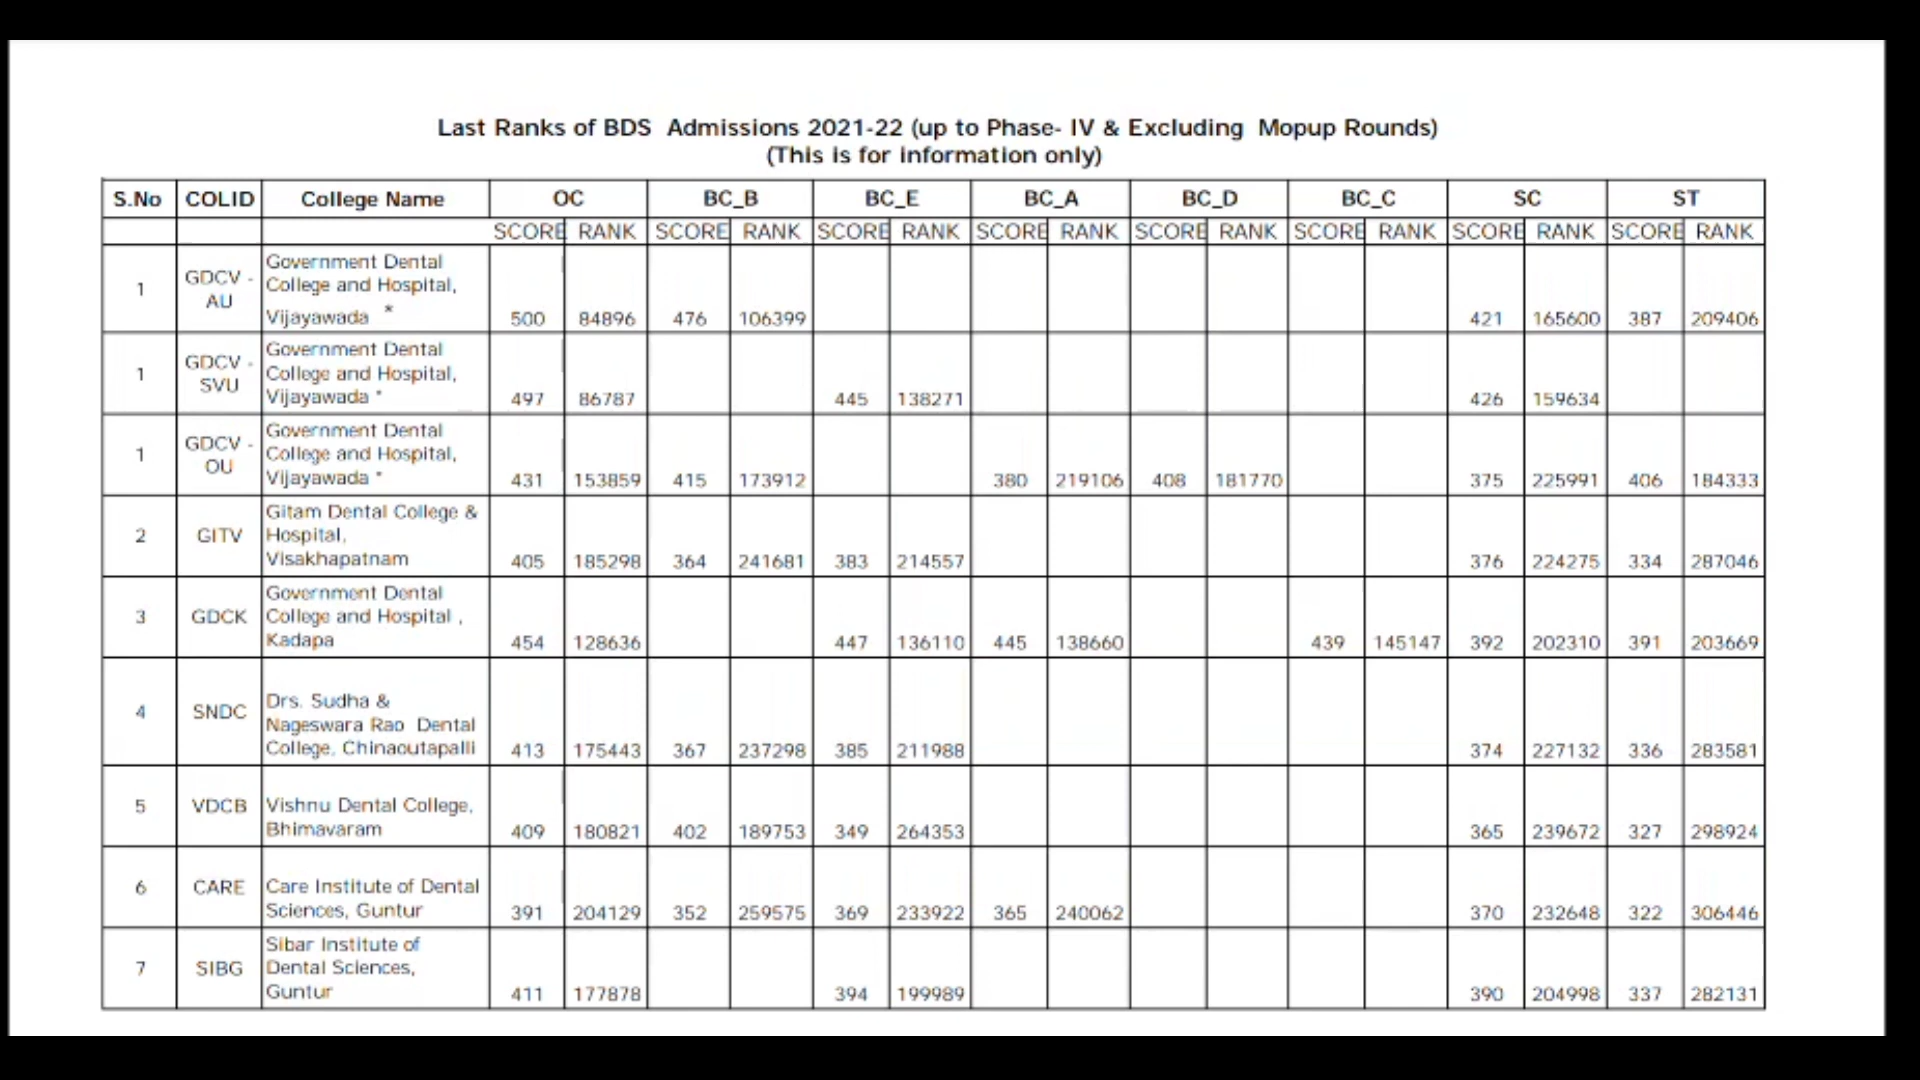 Last Ranks of BDS Admissions 2021-22 (up to Phase- IV & Excluding Mopup Rounds)
(This is for information only)
S.No COLID College Name OC BC_B BC_E BC_A BC_D BC_C SC ST
SCORE RANK SCORE RANK SCORE RANK SCORE RANK SCORE RANK SCORE RANK SCORE RANK SCORE RANK
1 GDCV - AU Government Dental
College and Hospital,
Vijayawada * 500 84896 476 106399 421 165600 387 209406
1 GDCV - SVU Government Dental
College and Hospital,
Vijayawada * 497 86787 445 138271 426 159634
1 GDCV - OU Government Dental
College and Hospital,
Vijayawada * 431 153859 415 173912 380 219106 408 181770 375 225991 406 184333
2 GITV Gitam Dental College &
Hospital,
Visakhapatnam 405 185298 364 241681 383 214557 376 224275 334 287046
3 GDCK Government Dental
College and Hospital ,
Kadapa 454 128636 447 136110 445 138660 439 145147 392 202310 391 203669
4 SNDC Drs. Sudha &
Nageswara Rao Dental
College, Chinaoutapalli 413 175443 367 237298 385 211988 374 227132 336 283581
5 VDCB Vishnu Dental College,
Bhimavaram 409 180821 402 189753 349 264353 365 239672 327 298924
6 CARE Care Institute of Dental
Sciences, Guntur 391 204129 352 259575 369 233922 365 240062 370 232648 322 306446
7 SIBG Sibar Institute of
Dental Sciences,
Guntur 411 177878 394 199989 390 204998 337 282131